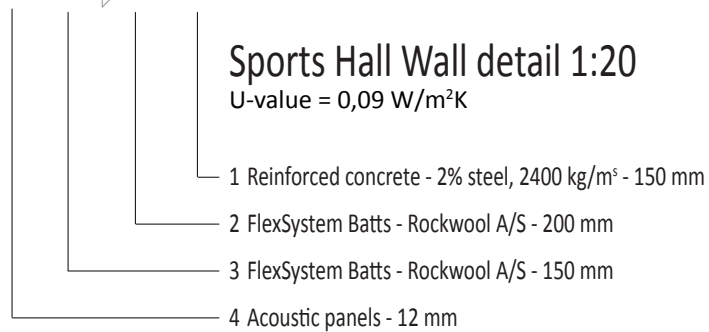 Sports Hall Wall detail 1:20
U-value = 0,09 W/m²K
1 Reinforced concrete - 2% steel, 2400 kg/mˢ - 150 mm
2 FlexSystem Batts - Rockwool A/S - 200 mm
3 FlexSystem Batts - Rockwool A/S - 150 mm
4 Acoustic panels - 12 mm